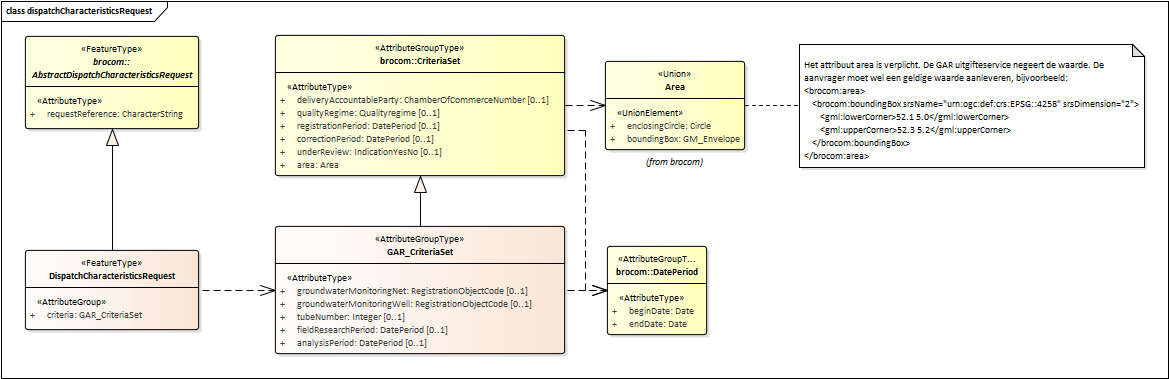 class dispatchCharacteristicsRequest
«FeatureType»
brocom::
AbstractDispatchCharacteristicsRequest
«AttributeType»
+ requestReference: CharacterString
«AttributeGroupType»
brocom::CriteriaSet
«AttributeType»
+ deliveryAccountableParty: ChamberOfCommerceNumber [0..1]
+ qualityRegime: Qualityregime [0..1]
+ registrationPeriod: DatePeriod [0..1]
+ correctionPeriod: DatePeriod [0..1]
+ underReview: IndicationYesNo [0..1]
+ area: Area
«Union»
Area
«UnionElement»
+ enclosingCircle: Circle
+ boundingBox: GM_Envelope
(from brocom)
Het attribuut area is verplicht. De GAR uitgifteservice negeert de waarde. De
aanvrager moet wel een geldige waarde aanleveren, bijvoorbeeld:
<brocom:area>
<brocom:boundingBox srsName="urn:ogc:def:crs:EPSG::4258" srsDimension="2">
<gml:lowerCorner>52.1 5.0</gml:lowerCorner>
<gml:upperCorner>52.3 5.2</gml:upperCorner>
</brocom:boundingBox>
</brocom:area>
«FeatureType»
DispatchCharacteristicsRequest
«AttributeGroup»
+ criteria: GAR_CriteriaSet
«AttributeGroupType»
GAR_CriteriaSet
«AttributeType»
+ groundwaterMonitoringNet: RegistrationObjectCode [0..1]
+ groundwaterMonitoringWell: RegistrationObjectCode [0..1]
+ tubeNumber: Integer [0..1]
+ fieldResearchPeriod: DatePeriod [0..1]
+ analysisPeriod: DatePeriod [0..1]
«AttributeGroupT...
brocom::DatePeriod
«AttributeType»
+ beginDate: Date
+ endDate: Date